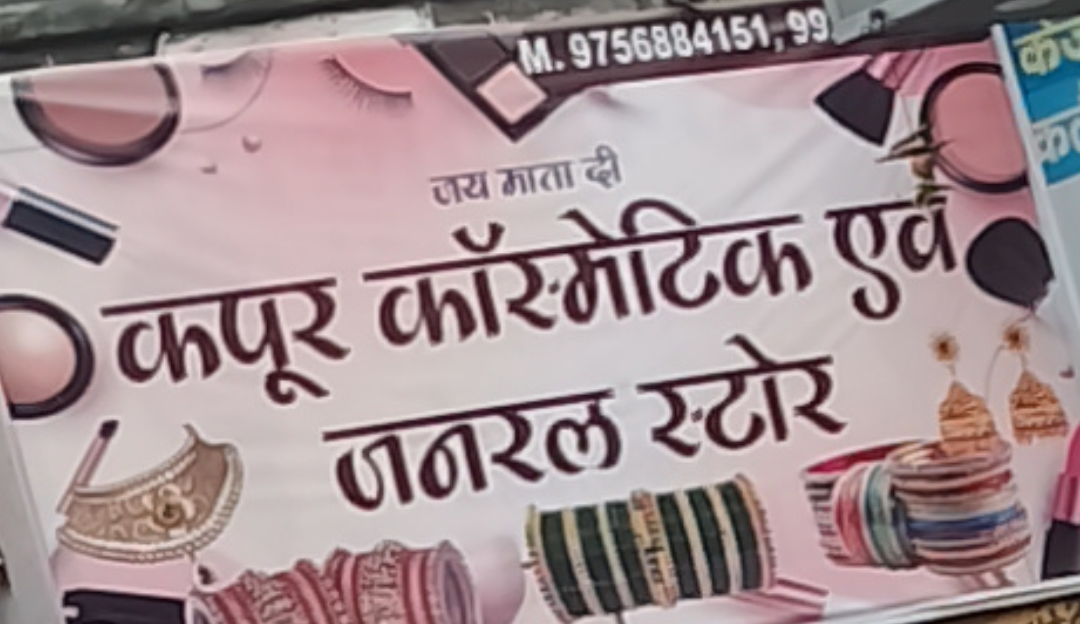 M. 9756884151, 99
जय माता दी
कपूर कॉस्मेटिक एवं
जनरल स्टोर